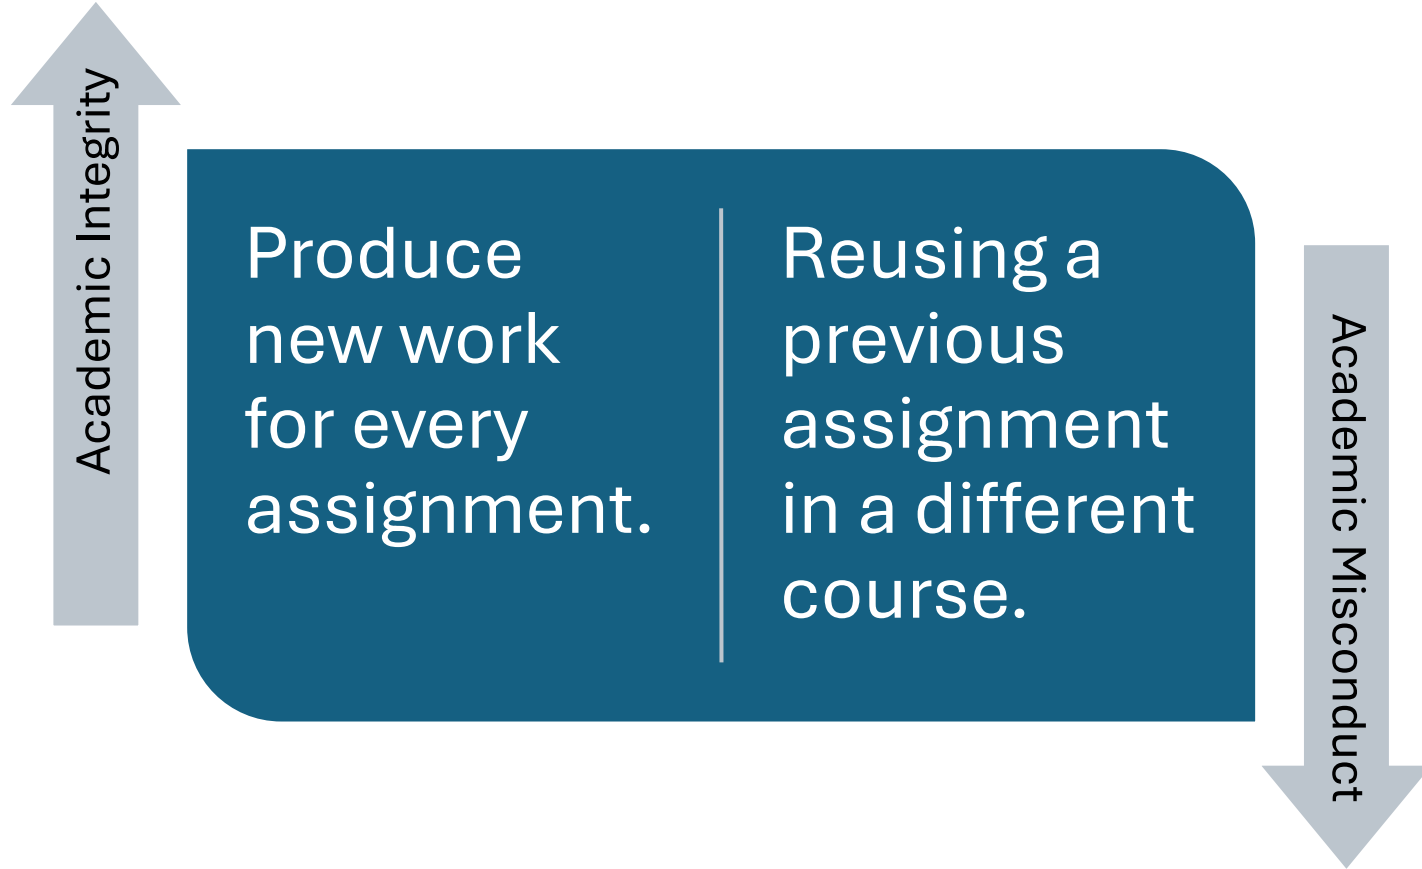 Academic Integrity
Produce
new work
for every
assignment.
Reusing a
previous
assignment
in a different
course.
Academic Misconduct